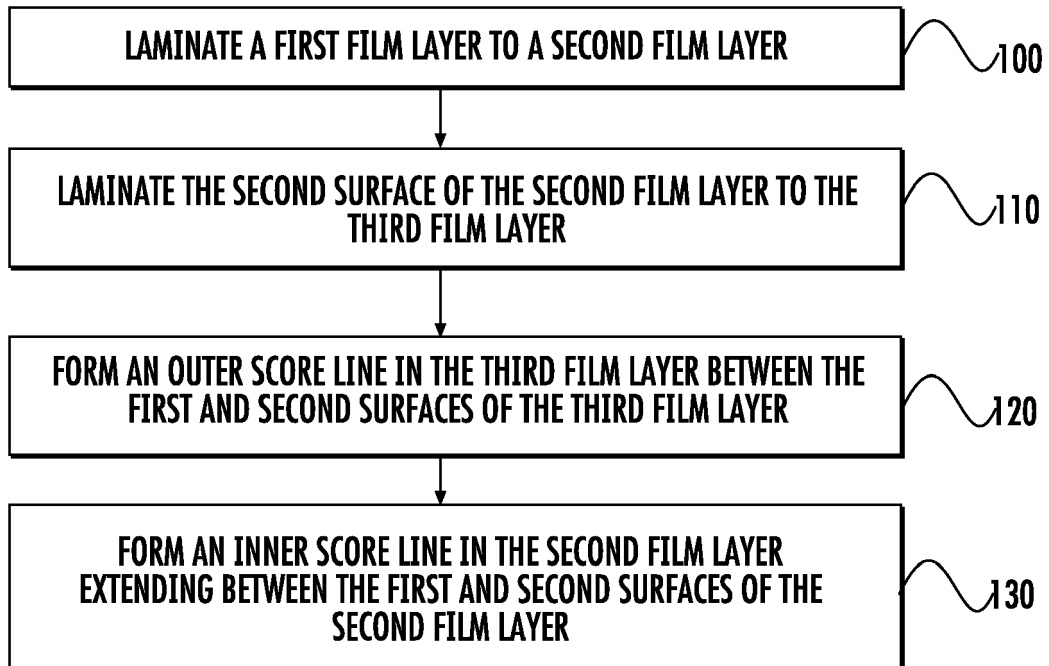 LAMINATE A FIRST FILM LAYER TO A SECOND FILM LAYER
100
LAMINATE THE SECOND SURFACE OF THE SECOND FILM LAYER TO THE
THIRD FILM LAYER
110
FORM AN OUTER SCORE LINE IN THE THIRD FILM LAYER BETWEEN THE
FIRST AND SECOND SURFACES OF THE THIRD FILM LAYER
120
FORM AN INNER SCORE LINE IN THE SECOND FILM LAYER
EXTENDING BETWEEN THE FIRST AND SECOND SURFACES OF THE
SECOND FILM LAYER
130